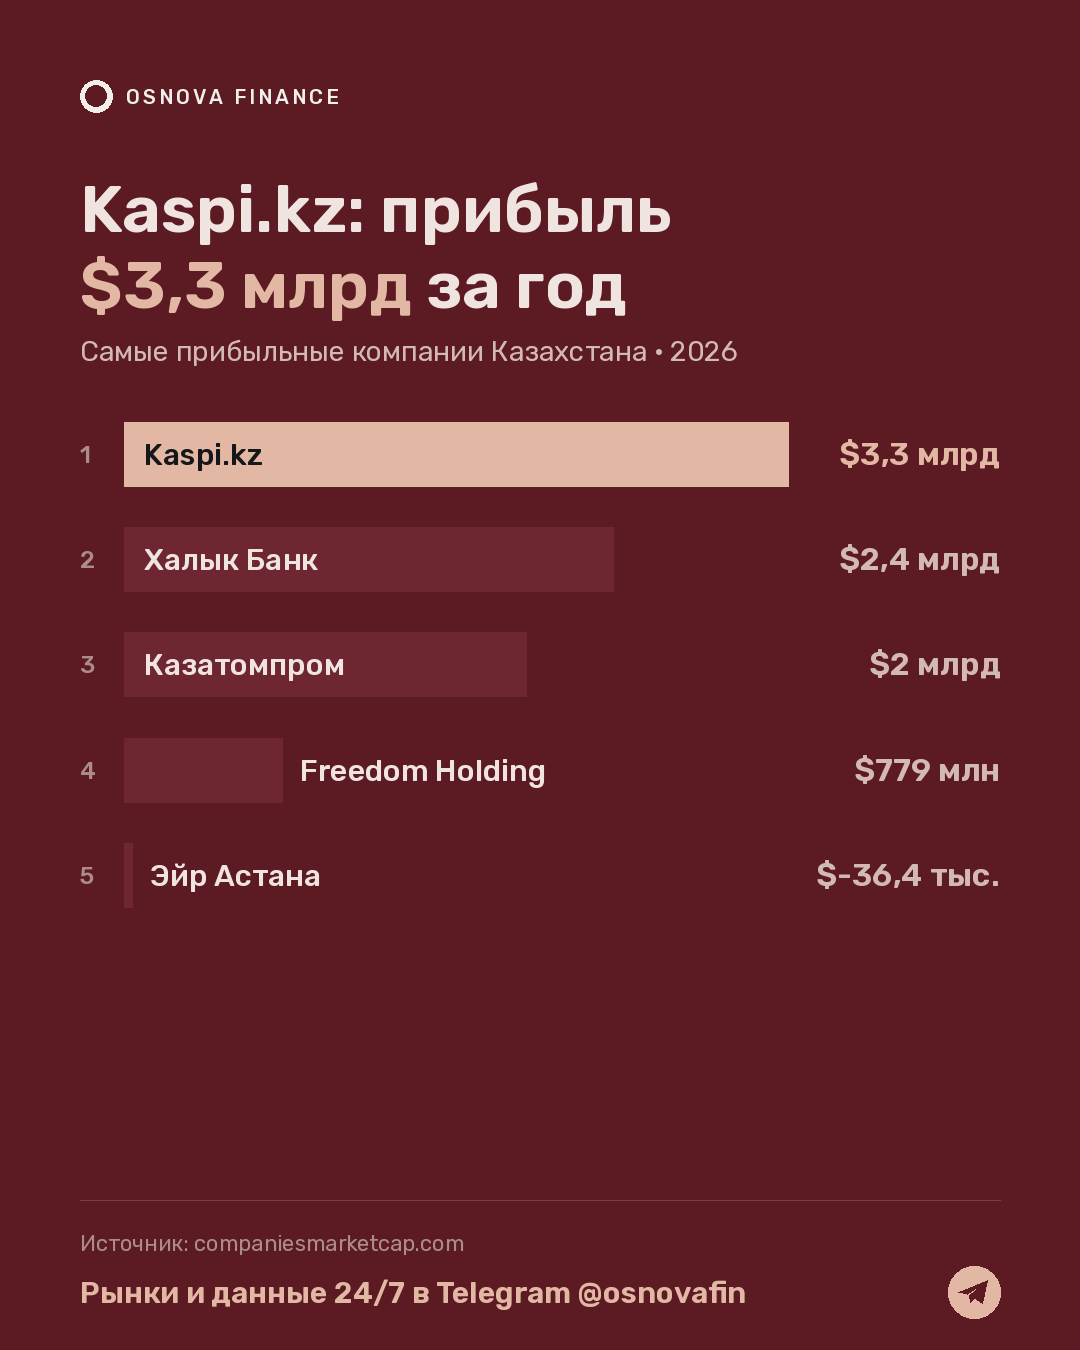 OSNOVA FINANCE
Kaspi.kz: прибыль
$3,3 млрд за год
Самые прибыльные компании Казахстана • 2026
1 Kaspi.kz $3,3 млрд
2 Халык Банк $2,4 млрд
3 Казатомпром $2 млрд
4 Freedom Holding $779 млн
5 Эйр Астана $-36,4 тыс.
Источник: companiesmarketcap.com
Рынки и данные 24/7 в Telegram @osnovafin